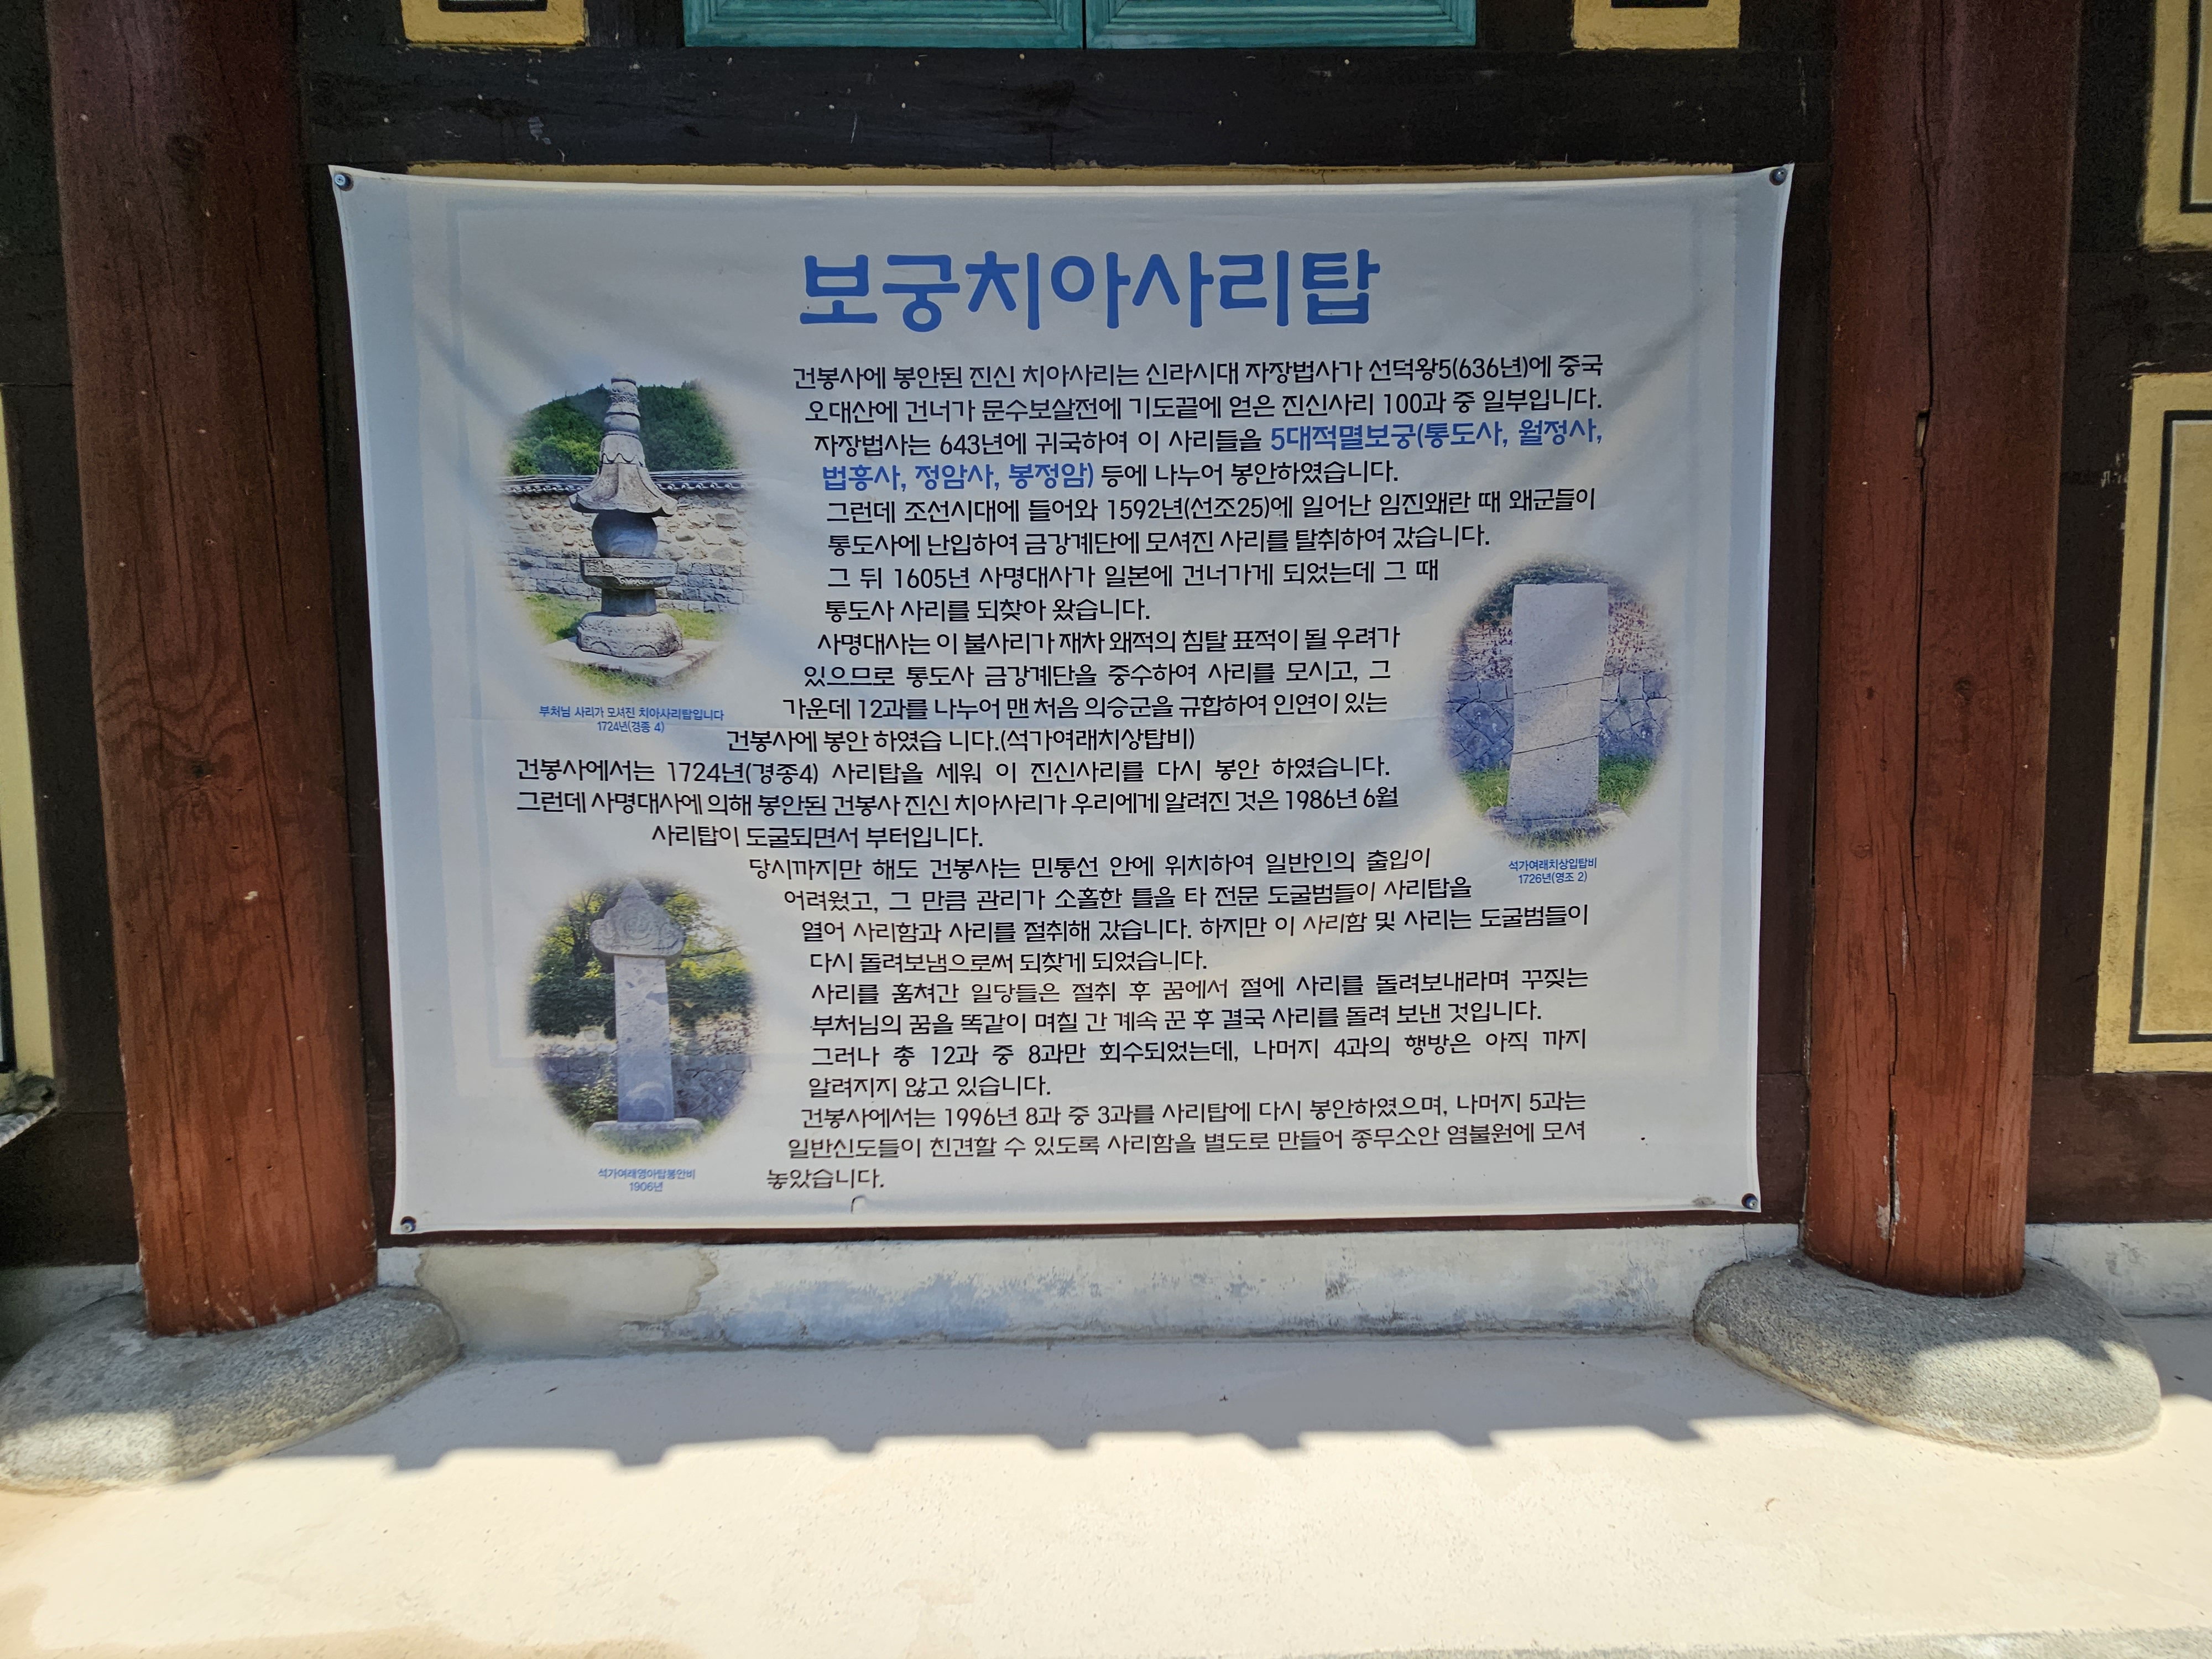 보궁치아사리탑
건봉사에 봉안된 진신 치아사리는 신라시대 자장법사가 선덕왕5(636년)에 중국
오대산에 건너가 문수보살전에 기도끝에 얻은 진신사리 100과 중 일부입니다.
자장법사는 643년에 귀국하여 이 사리들을 5대적멸보궁(통도사, 월정사,
법흥사, 정암사, 봉정암) 등에 나누어 봉안하였습니다.
그런데 조선시대에 들어와 1592년(선조25)에 일어난 임진왜란 때 왜군들이
통도사에 난입하여 금강계단에 모셔진 사리를 탈취하여 갔습니다.
그 뒤 1605년 사명대사가 일본에 건너가게 되었는데 그 때
통도사 사리를 되찾아 왔습니다.
사명대사는 이 불사리가 재차 왜적의 침탈 표적이 될 우려가
있으므로 통도사 금강계단을 중수하여 사리를 모시고, 그
가운데 12과를 나누어 맨 처음 의승군을 규합하여 인연이 있는
건봉사에 봉안 하였습 니다.(석가여래치상탑비)
건봉사에서는 1724년(경종4) 사리탑을 세워 이 진신사리를 다시 봉안 하였습니다.
그런데 사명대사에 의해 봉안된 건봉사 진신 치아사리가 우리에게 알려진 것은 1986년 6월
사리탑이 도굴되면서 부터입니다.
당시까지만 해도 건봉사는 민통선 안에 위치하여 일반인의 출입이
어려웠고, 그 만큼 관리가 소홀한 틀을 타 전문 도굴범들이 사리탑을
열어 사리함과 사리를 절취해 갔습니다. 하지만 이 사리함 및 사리는 도굴범들이
다시 돌려보냄으로써 되찾게 되었습니다.
사리를 훔쳐간 일당들은 절취 후 꿈에서 절에 사리를 돌려보내라며 꾸짖는
부처님의 꿈을 똑같이 며칠 간 계속 꾼 후 결국 사리를 돌려 보낸 것입니다.
그러나 총 12과 중 8과만 회수되었는데, 나머지 4과의 행방은 아직 까지
알려지지 않고 있습니다.
건봉사에서는 1996년 8과 중 3과를 사리탑에 다시 봉안하였으며, 나머지 5과는
일반신도들이 친견할 수 있도록 사리함을 별도로 만들어 종무소안 염불원에 모셔
놓았습니다.
부처님 사리가 모셔진 치아사리탑입니다
1724년(경종 4)
석가여래치상입탑비
1726년(영조 2)
석가여래영아탑봉안비
1906년